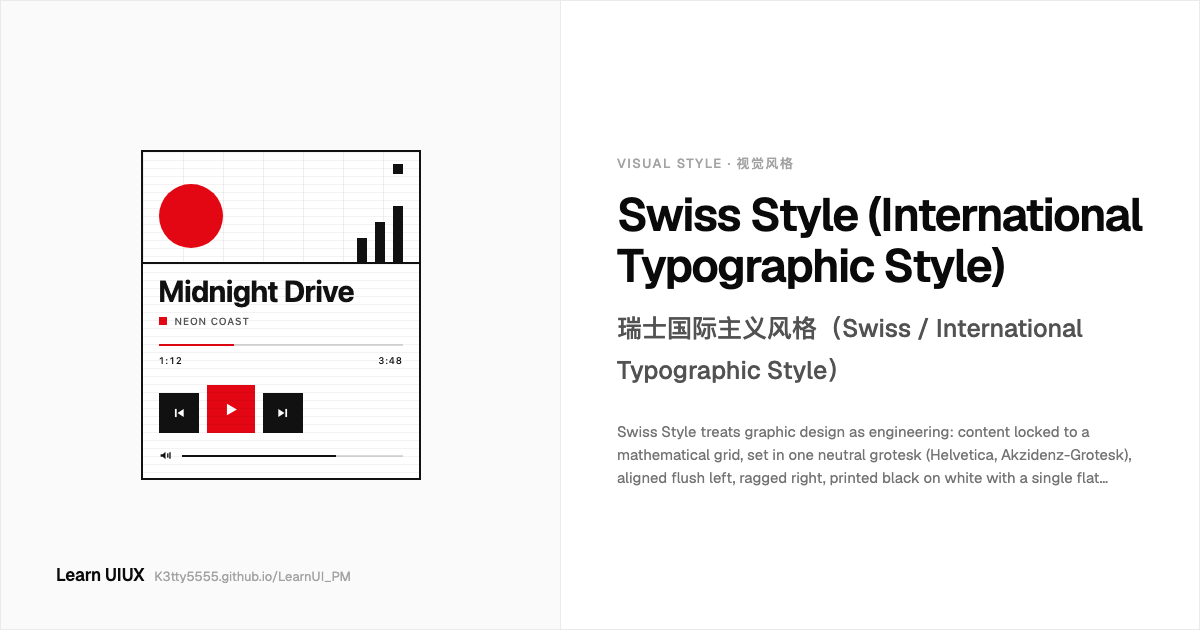 Midnight Drive
NEON COAST
1:12 3:48
Learn UIUX K3tty5555.github.io/LearnUI_PM
VISUAL STYLE · 视觉风格
Swiss Style (International
Typographic Style)
瑞士国际主义风格（Swiss / International
Typographic Style）
Swiss Style treats graphic design as engineering: content locked to a
mathematical grid, set in one neutral grotesk (Helvetica, Akzidenz-Grotesk),
aligned flush left, ragged right, printed black on white with a single flat…